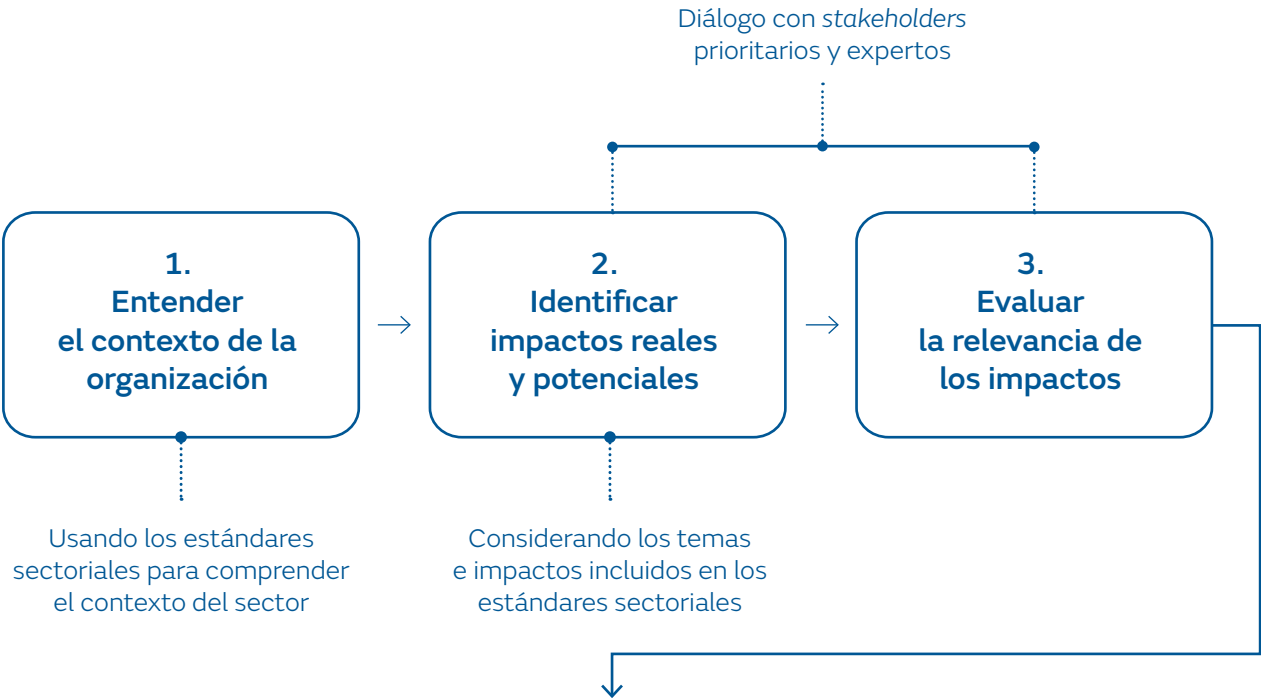 Diálogo con stakeholders
prioritarios y expertos
1.
Entender
el contexto de la
organización
2.
Identificar
impactos reales
y potenciales
3.
Evaluar
la relevancia de
los impactos
Usando los estándares
sectoriales para comprender
el contexto del sector
Considerando los temas
e impactos incluidos en los
estándares sectoriales